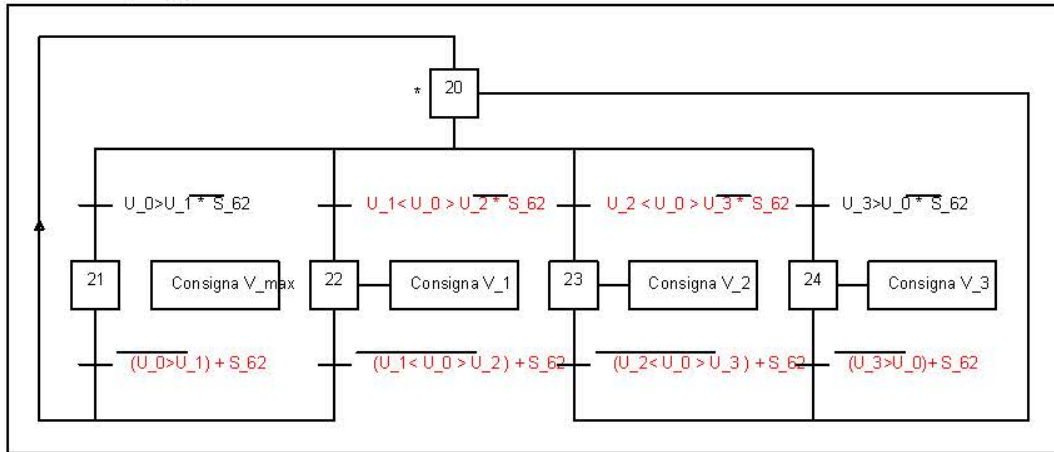 20
*
U_0>U_1 * S_62
U_1< U_0 > U_2 * S_62
U_2 < U_0 > U_3 * S_62
U_3>U_0 * S_62
21
Consigna V_max
22
Consigna V_1
23
Consigna V_2
24
Consigna V_3
(U_0>U_1) + S_62
(U_1< U_0 > U_2 ) + S_62
(U_2< U_0 > U_3 ) + S_62
(U_3>U_0)+ S_62